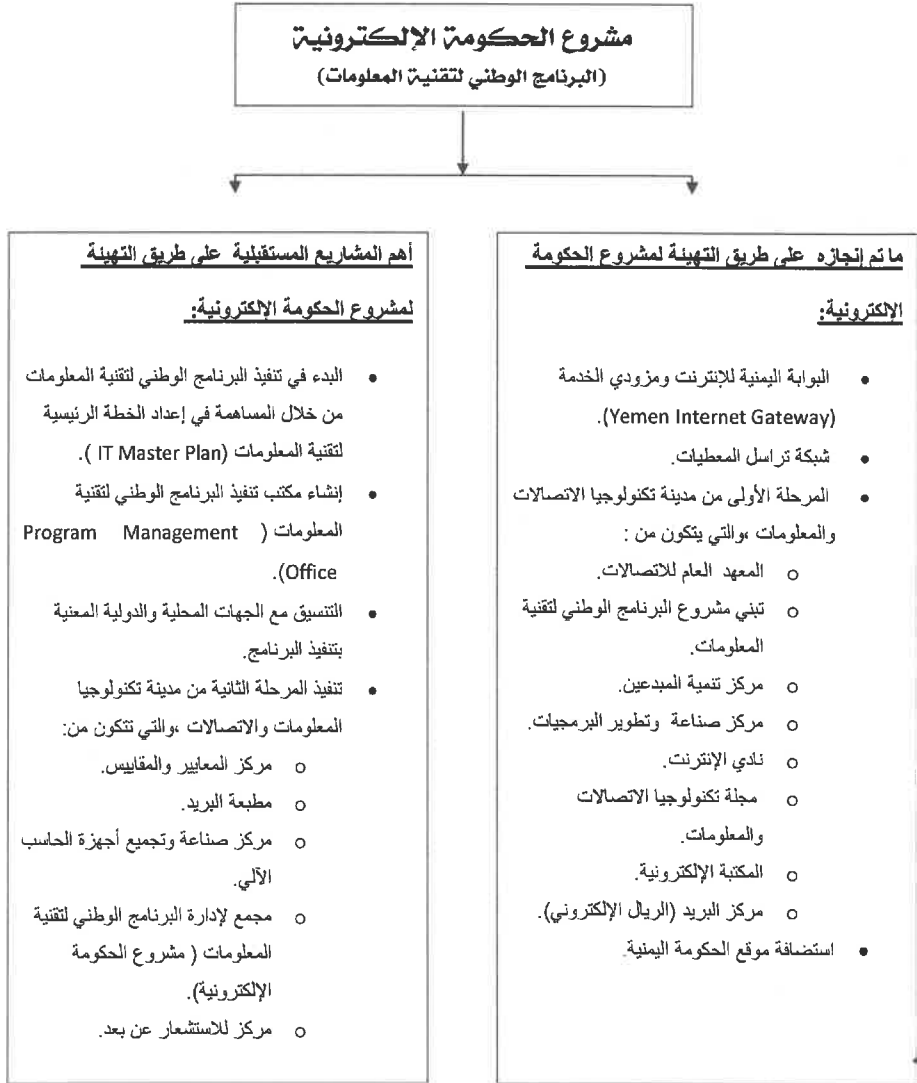 مشروع الحكومة الإلكترونية
(البرنامج الوطني لتقنية المعلومات)
ما تم إنجازه على طريق التهيئة لمشروع الحكومة
الإلكترونية:
• البوابة اليمنية للإنترنت ومزودي الخدمة
(Yemen Internet Gateway).
• شبكة تراسل المعطيات.
• المرحلة الأولى من مدينة تكنولوجيا الاتصالات
والمعلومات ،والتي يتكون من :
o المعهد العام للاتصالات.
o تبني مشروع البرنامج الوطني لتقنية
المعلومات.
o مركز تنمية المبدعين.
o مركز صناعة وتطوير البرمجيات.
o نادي الإنترنت.
o مجلة تكنولوجيا الاتصالات
والمعلومات.
o المكتبة الإلكترونية.
o مركز البريد (الريال الإلكتروني).
• استضافة موقع الحكومة اليمنية.
أهم المشاريع المستقبلية على طريق التهيئة
لمشروع الحكومة الإلكترونية:
• البدء في تنفيذ البرنامج الوطني لتقنية المعلومات
من خلال المساهمة في إعداد الخطة الرئيسية
لتقنية المعلومات (IT Master Plan ).
• إنشاء مكتب تنفيذ البرنامج الوطني لتقنية
المعلومات ( Program Management
Office).
• التنسيق مع الجهات المحلية والدولية المعنية
بتنفيذ البرنامج.
• تنفيذ المرحلة الثانية من مدينة تكنولوجيا
المعلومات والاتصالات ،والتي تتكون من:
o مركز المعايير والمقاييس.
o مطبعة البريد.
o مركز صناعة وتجميع أجهزة الحاسب
الآلي.
o مجمع لإدارة البرنامج الوطني لتقنية
المعلومات ( مشروع الحكومة
الإلكترونية).
o مركز للاستشعار عن بعد.